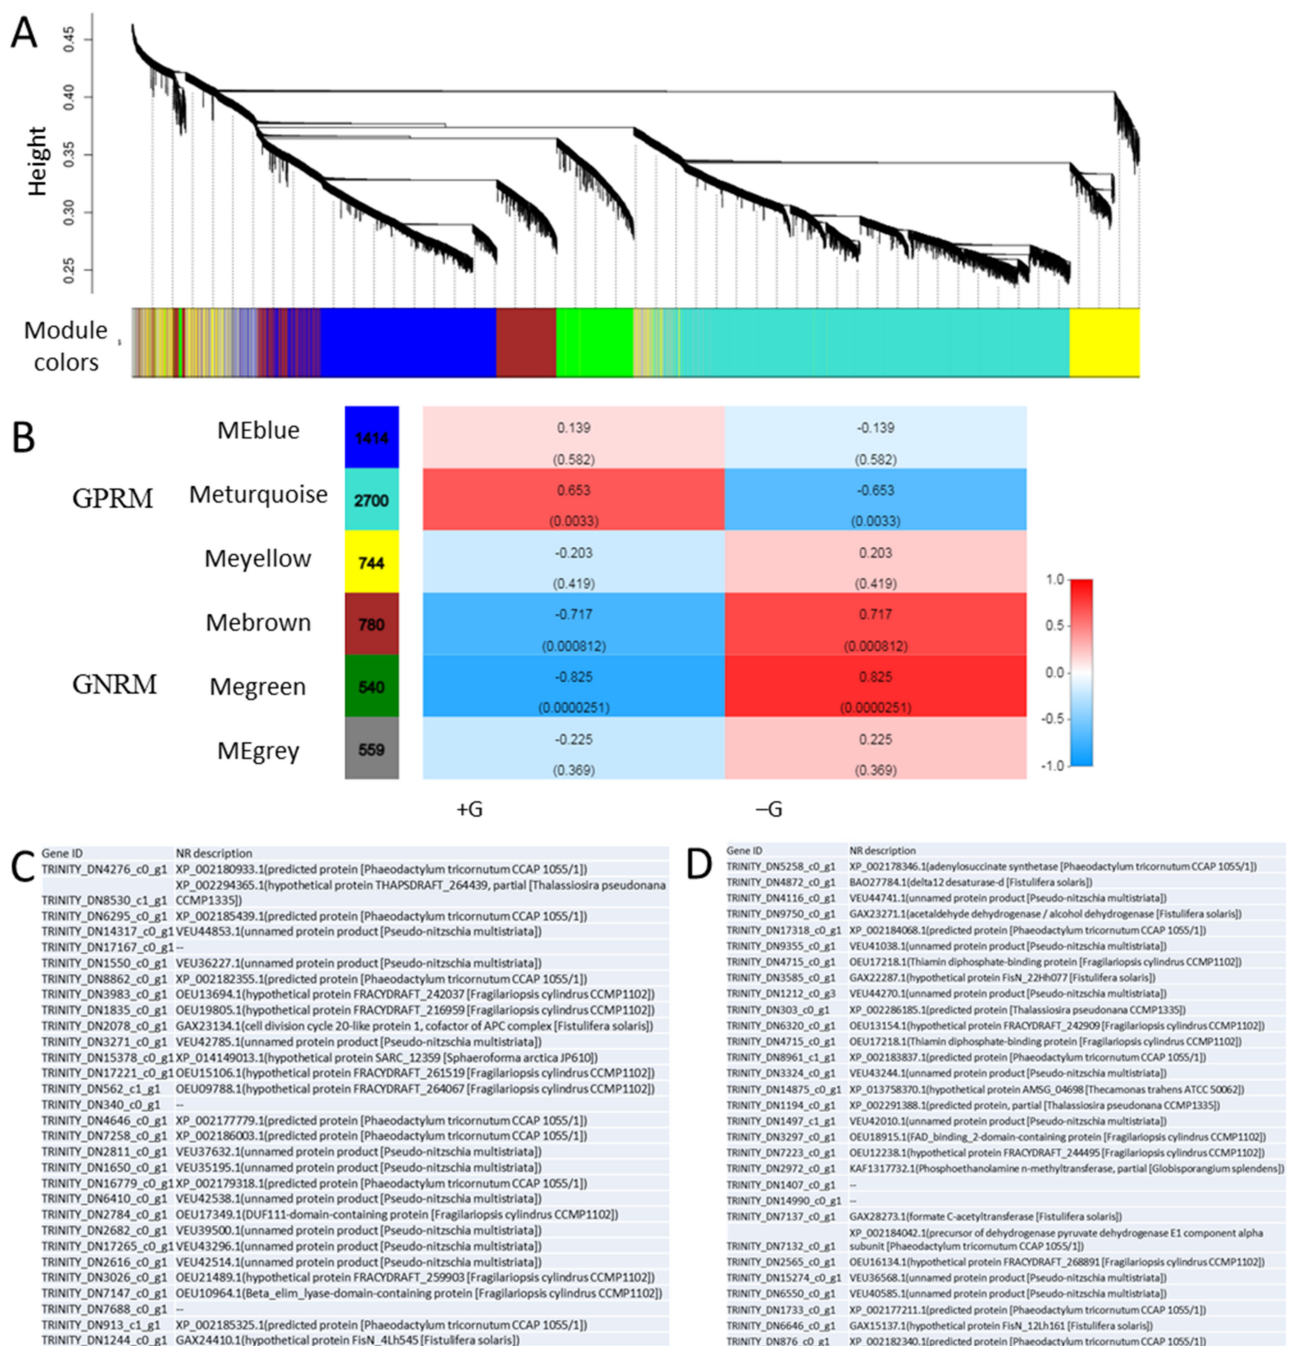 A
0.45
0.40
0.35
0.30
0.25
Height
Module
colors
B
MEblue
1414
0.139
(0.582)
-0.139
(0.582)
GPRM
Meturquoise
2700
0.653
(0.0033)
-0.653
(0.0033)
Meyellow
744
-0.203
(0.419)
0.203
(0.419)
Mebrown
780
-0.717
(0.000812)
0.717
(0.000812)
GNRM
Megreen
540
-0.825
(0.0000251)
0.825
(0.0000251)
MEgrey
559
-0.225
(0.369)
0.225
(0.369)
1.0
0.5
0.0
-0.5
-1.0
+G
–G
C
Gene ID NR description
TRINITY_DN4276_c0_g1 XP_002180933.1(predicted protein [Phaeodactylum tricornutum CCAP 1055/1])
XP_002294365.1(hypothetical protein THAPSDRAFT_264439, partial [Thalassiosira pseudonana
TRINITY_DN8530_c1_g1 CCMP1335])
TRINITY_DN6295_c0_g1 XP_002185439.1(predicted protein [Phaeodactylum tricornutum CCAP 1055/1])
TRINITY_DN14317_c0_g1 VEU44853.1(unnamed protein product [Pseudo-nitzschia multistriata])
TRINITY_DN17167_c0_g1 --
TRINITY_DN1550_c0_g1 VEU36227.1(unnamed protein product [Pseudo-nitzschia multistriata])
TRINITY_DN8862_c0_g1 XP_002182355.1(predicted protein [Phaeodactylum tricornutum CCAP 1055/1])
TRINITY_DN3983_c0_g1 OEU13694.1(hypothetical protein FRACYDRAFT_242037 [Fragilariopsis cylindrus CCMP1102])
TRINITY_DN1835_c0_g1 OEU19805.1(hypothetical protein FRACYDRAFT_216959 [Fragilariopsis cylindrus CCMP1102])
TRINITY_DN2078_c0_g1 GAX23134.1(cell division cycle 20-like protein 1, cofactor of APC complex [Fistulifera solaris])
TRINITY_DN3271_c0_g1 VEU42785.1(unnamed protein product [Pseudo-nitzschia multistriata])
TRINITY_DN15378_c0_g1 XP_014149013.1(hypothetical protein SARC_12359 [Sphaeroforma arctica JP610])
TRINITY_DN17221_c0_g1 OEU15106.1(hypothetical protein FRACYDRAFT_261519 [Fragilariopsis cylindrus CCMP1102])
TRINITY_DN562_c1_g1 OEU09788.1(hypothetical protein FRACYDRAFT_264067 [Fragilariopsis cylindrus CCMP1102])
TRINITY_DN340_c0_g1 --
TRINITY_DN4646_c0_g1 XP_002177779.1(predicted protein [Phaeodactylum tricornutum CCAP 1055/1])
TRINITY_DN7258_c0_g1 XP_002186003.1(predicted protein [Phaeodactylum tricornutum CCAP 1055/1])
TRINITY_DN2811_c0_g1 VEU37632.1(unnamed protein product [Pseudo-nitzschia multistriata])
TRINITY_DN1650_c0_g1 VEU35195.1(unnamed protein product [Pseudo-nitzschia multistriata])
TRINITY_DN16779_c0_g1 XP_002179318.1(predicted protein [Phaeodactylum tricornutum CCAP 1055/1])
TRINITY_DN6410_c0_g1 VEU42538.1(unnamed protein product [Pseudo-nitzschia multistriata])
TRINITY_DN2784_c0_g1 OEU17349.1(DUF111-domain-containing protein [Fragilariopsis cylindrus CCMP1102])
TRINITY_DN2682_c0_g1 VEU39500.1(unnamed protein product [Pseudo-nitzschia multistriata])
TRINITY_DN17265_c0_g1 VEU43296.1(unnamed protein product [Pseudo-nitzschia multistriata])
TRINITY_DN2616_c0_g1 VEU42514.1(unnamed protein product [Pseudo-nitzschia multistriata])
TRINITY_DN3026_c0_g1 OEU21489.1(hypothetical protein FRACYDRAFT_259903 [Fragilariopsis cylindrus CCMP1102])
TRINITY_DN7147_c0_g1 OEU10964.1(Beta_elim_lyase-domain-containing protein [Fragilariopsis cylindrus CCMP1102])
TRINITY_DN7688_c0_g1 --
TRINITY_DN913_c1_g1 XP_002185325.1(predicted protein [Phaeodactylum tricornutum CCAP 1055/1])
TRINITY_DN1244_c0_g1 GAX24410.1(hypothetical protein FisN_4Lh545 [Fistulifera solaris])
D
Gene ID NR description
TRINITY_DN5258_c0_g1 XP_002178346.1(adenylosuccinate synthetase [Phaeodactylum tricornutum CCAP 1055/1])
TRINITY_DN4872_c0_g1 BAO27784.1(delta12 desaturase-d [Fistulifera solaris])
TRINITY_DN4116_c0_g1 VEU44741.1(unnamed protein product [Pseudo-nitzschia multistriata])
TRINITY_DN9750_c0_g1 GAX23271.1(acetaldehyde dehydrogenase / alcohol dehydrogenase [Fistulifera solaris])
TRINITY_DN17318_c0_g1 XP_002184068.1(predicted protein [Phaeodactylum tricornutum CCAP 1055/1])
TRINITY_DN9355_c0_g1 VEU41038.1(unnamed protein product [Pseudo-nitzschia multistriata])
TRINITY_DN4715_c0_g1 OEU17218.1(Thiamin diphosphate-binding protein [Fragilariopsis cylindrus CCMP1102])
TRINITY_DN3585_c0_g1 GAX22287.1(hypothetical protein FisN_22Hh077 [Fistulifera solaris])
TRINITY_DN1212_c0_g3 VEU44270.1(unnamed protein product [Pseudo-nitzschia multistriata])
TRINITY_DN303_c0_g1 XP_002286185.1(predicted protein [Thalassiosira pseudonana CCMP1335])
TRINITY_DN6320_c0_g1 OEU13154.1(hypothetical protein FRACYDRAFT_242909 [Fragilariopsis cylindrus CCMP1102])
TRINITY_DN4715_c0_g1 OEU17218.1(Thiamin diphosphate-binding protein [Fragilariopsis cylindrus CCMP1102])
TRINITY_DN8961_c1_g1 XP_002183837.1(predicted protein [Phaeodactylum tricornutum CCAP 1055/1])
TRINITY_DN3324_c0_g1 VEU43244.1(unnamed protein product [Pseudo-nitzschia multistriata])
TRINITY_DN14875_c0_g1 XP_013758370.1(hypothetical protein AMSG_04698 [Thecamonas trahens ATCC 50062])
TRINITY_DN1194_c0_g1 XP_002291388.1(predicted protein, partial [Thalassiosira pseudonana CCMP1335])
TRINITY_DN1497_c1_g1 VEU42010.1(unnamed protein product [Pseudo-nitzschia multistriata])
TRINITY_DN3297_c0_g1 OEU18915.1(FAD_binding_2-domain-containing protein [Fragilariopsis cylindrus CCMP1102])
TRINITY_DN7223_c0_g1 OEU12238.1(hypothetical protein FRACYDRAFT_244495 [Fragilariopsis cylindrus CCMP1102])
TRINITY_DN2972_c0_g1 KAF1317732.1(Phosphoethanolamine n-methyltransferase, partial [Globisporangium splendens])
TRINITY_DN1407_c0_g1 --
TRINITY_DN14990_c0_g1 --
TRINITY_DN7137_c0_g1 GAX28273.1(formate C-acetyltransferase [Fistulifera solaris])
XP_002184042.1(precursor of dehydrogenase pyruvate dehydrogenase E1 component alpha
TRINITY_DN7132_c0_g1 subunit [Phaeodactylum tricornutum CCAP 1055/1])
TRINITY_DN2565_c0_g1 OEU16134.1(hypothetical protein FRACYDRAFT_268891 [Fragilariopsis cylindrus CCMP1102])
TRINITY_DN15274_c0_g1 VEU36568.1(unnamed protein product [Pseudo-nitzschia multistriata])
TRINITY_DN6550_c0_g1 VEU40585.1(unnamed protein product [Pseudo-nitzschia multistriata])
TRINITY_DN1733_c0_g1 XP_002177211.1(predicted protein [Phaeodactylum tricornutum CCAP 1055/1])
TRINITY_DN6646_c0_g1 GAX15137.1(hypothetical protein FisN_12Lh161 [Fistulifera solaris])
TRINITY_DN876_c0_g1 XP_002182340.1(predicted protein [Phaeodactylum tricornutum CCAP 1055/1])